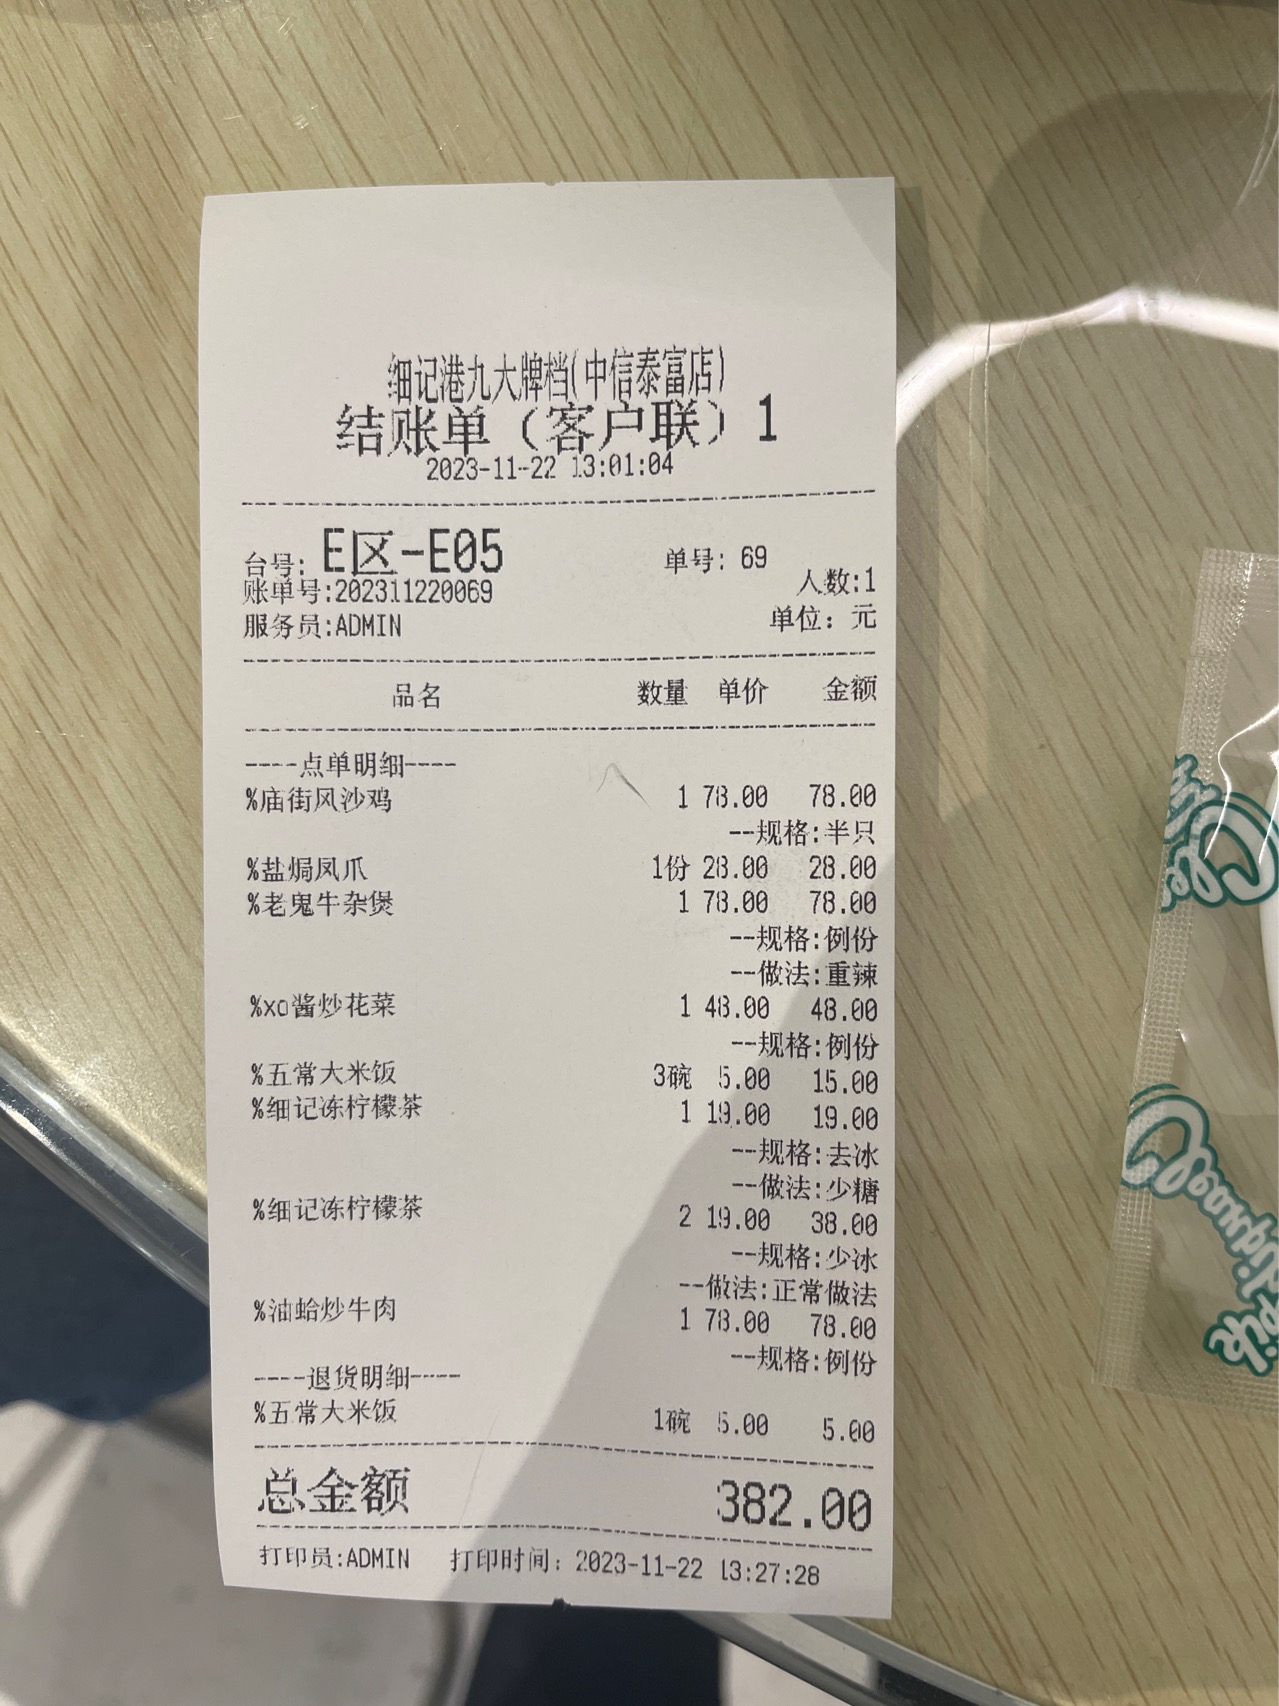 细记港九大牌档(中信泰富店)
结账单（客户联）1
2023-11-22 13:01:04
台号: E区-E05 单号: 69
账单号:202311220069 人数:1
服务员:ADMIN 单位: 元
品名 数量 单价 金额
----点单明细----
%庙街风沙鸡 1 78.00 78.00
--规格:半只
%盐焗凤爪 1份 28.00 28.00
%老鬼牛杂煲 1 78.00 78.00
--规格:例份
--做法:重辣
%xo酱炒花菜 1 48.00 48.00
--规格:例份
%五常大米饭 3碗 5.00 15.00
%细记冻柠檬茶 1 19.00 19.00
--规格:去冰
--做法:少糖
%细记冻柠檬茶 2 19.00 38.00
--规格:少冰
--做法:正常做法
%油蛤炒牛肉 1 78.00 78.00
--规格:例份
----退货明细----
%五常大米饭 1碗 5.00 5.00
总金额 382.00
打印员:ADMIN 打印时间: 2023-11-22 13:27:28